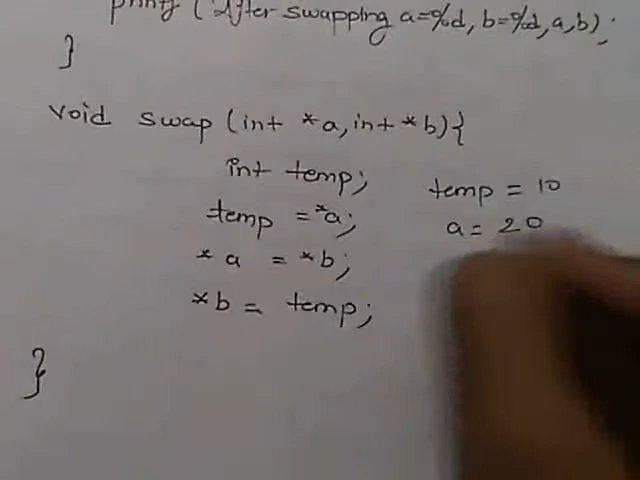 printf ("After swapping a=%d, b=%d, a,b);
}
void swap (int *a, int *b){
int temp;
temp = *a;
*a = *b;
*b = temp;
}
temp = 10
a = 20